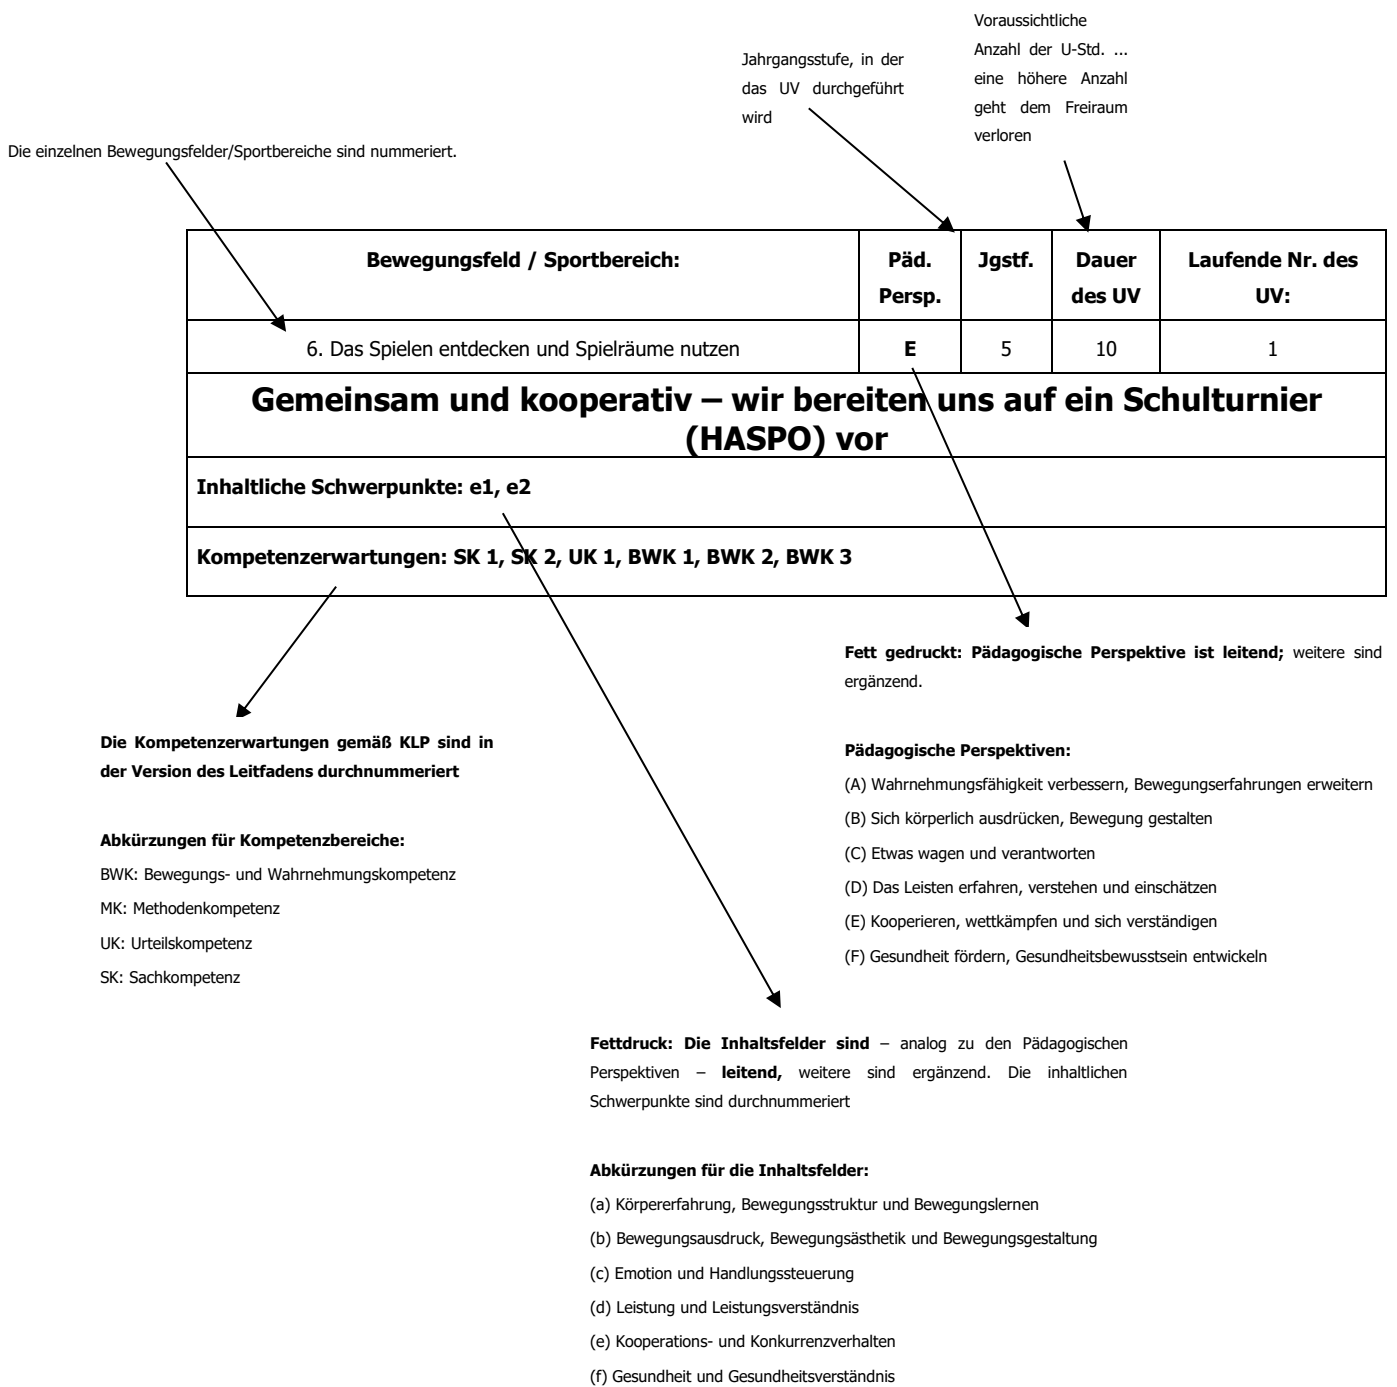 Voraussichtliche
Anzahl der U-Std. ...
eine höhere Anzahl
geht dem Freiraum
verloren
Jahrgangsstufe, in der
das UV durchgeführt
wird
Die einzelnen Bewegungsfelder/Sportbereiche sind nummeriert.
Bewegungsfeld / Sportbereich:
Päd.
Persp.
Jgstf.
Dauer
des UV
Laufende Nr. des
UV:
6. Das Spielen entdecken und Spielräume nutzen
E
5
10
1
Gemeinsam und kooperativ – wir bereiten uns auf ein Schulturnier
(HASPO) vor
Inhaltliche Schwerpunkte: e1, e2
Kompetenzerwartungen: SK 1, SK 2, UK 1, BWK 1, BWK 2, BWK 3
Fett gedruckt: Pädagogische Perspektive ist leitend; weitere sind
ergänzend.
Pädagogische Perspektiven:
(A) Wahrnehmungsfähigkeit verbessern, Bewegungserfahrungen erweitern
(B) Sich körperlich ausdrücken, Bewegung gestalten
(C) Etwas wagen und verantworten
(D) Das Leisten erfahren, verstehen und einschätzen
(E) Kooperieren, wettkämpfen und sich verständigen
(F) Gesundheit fördern, Gesundheitsbewusstsein entwickeln
Die Kompetenzerwartungen gemäß KLP sind in
der Version des Leitfadens durchnummeriert
Abkürzungen für Kompetenzbereiche:
BWK: Bewegungs- und Wahrnehmungskompetenz
MK: Methodenkompetenz
UK: Urteilskompetenz
SK: Sachkompetenz
Fettdruck: Die Inhaltsfelder sind – analog zu den Pädagogischen
Perspektiven – leitend, weitere sind ergänzend. Die inhaltlichen
Schwerpunkte sind durchnummeriert
Abkürzungen für die Inhaltsfelder:
(a) Körpererfahrung, Bewegungsstruktur und Bewegungslernen
(b) Bewegungsausdruck, Bewegungsästhetik und Bewegungsgestaltung
(c) Emotion und Handlungssteuerung
(d) Leistung und Leistungsverständnis
(e) Kooperations- und Konkurrenzverhalten
(f) Gesundheit und Gesundheitsverständnis